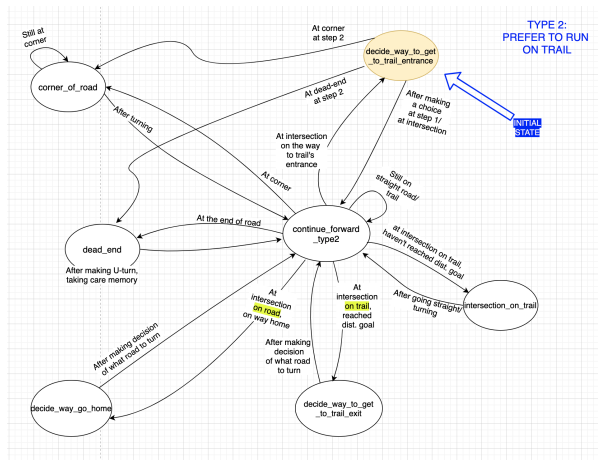 TYPE 2:
PREFER TO RUN
ON TRAIL
Still at
corner
At corner
at step 2
decide_way_to_get
_to_trail_entrance
corner_of_road
At dead-end
at step 2
After making
a choice
at step 1/
at intersection
INITIAL
STATE
After turning
At intersection
on the way
to trail's
entrance
Still on
straight road/
trail
At corner
At the end of road
continue_forward
_type2
at intersection on trail,
haven't reached dist. goal
dead_end
After making U-turn,
taking care memory
At
intersection
on road,
on way home
At
intersection
on trail,
reached
dist. goal
After going straight/
turning
intersection_on_trail
After making decision
of what road to turn
After making
decision
of what road
to turn
decide_way_go_home
decide_way_to_get
_to_trail_exit